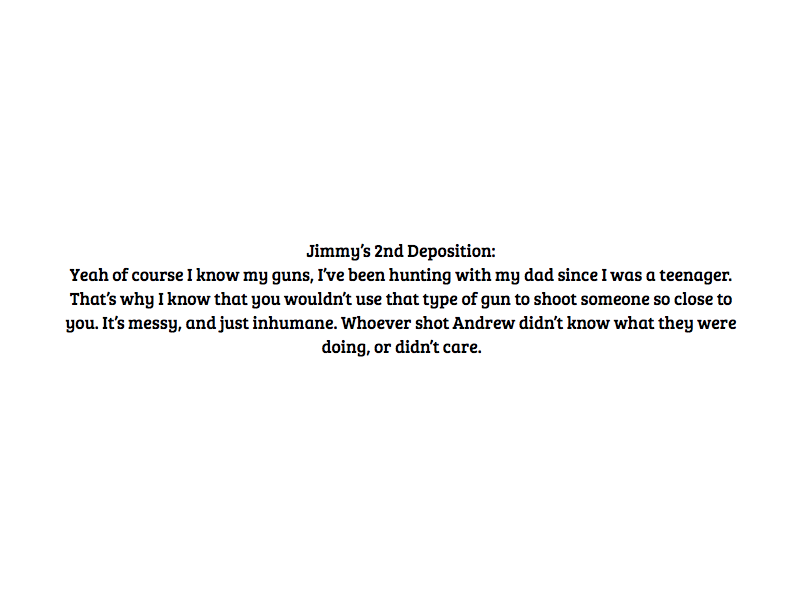 Jimmy's 2nd Deposition:
Yeah of course I know my guns, I've been hunting with my dad since I was a teenager.
That's why I know that you wouldn't use that type of gun to shoot someone so close to
you. It's messy, and just inhumane. Whoever shot Andrew didn't know what they were
doing, or didn't care.